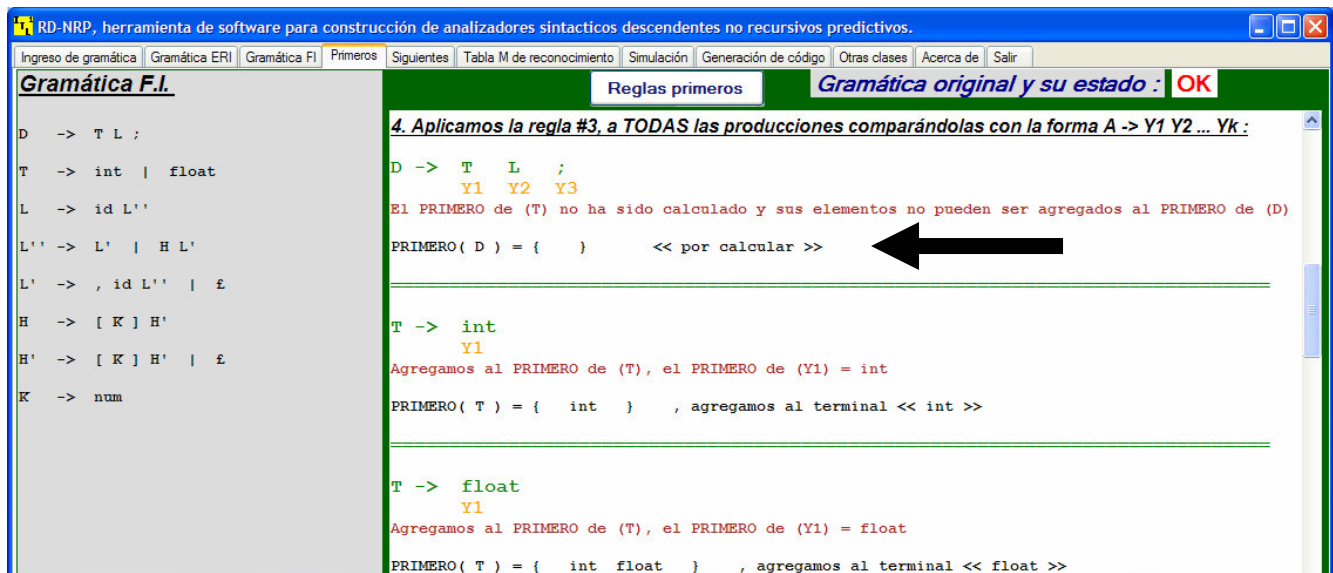 RD-NRP, herramienta de software para construcción de analizadores sintacticos descendentes no recursivos predictivos.
Ingreso de gramática Gramática ERI Gramática FI Primeros Siguientes Tabla M de reconocimiento Simulación Generación de código Otras clases Acerca de Salir
Gramática F.I.
D -> T L ;
T -> int | float
L -> id L''
L'' -> L' | H L'
L' -> , id L'' | £
H -> [ K ] H'
H' -> [ K ] H' | £
K -> num
Reglas primeros
Gramática original y su estado : OK
4. Aplicamos la regla #3, a TODAS las producciones comparándolas con la forma A -> Y1 Y2 ... Yk :
D -> T L ;
Y1 Y2 Y3
El PRIMERO de (T) no ha sido calculado y sus elementos no pueden ser agregados al PRIMERO de (D)
PRIMERO( D ) = { } << por calcular >>
T -> int
Y1
Agregamos al PRIMERO de (T), el PRIMERO de (Y1) = int
PRIMERO( T ) = { int } , agregamos al terminal << int >>
T -> float
Y1
Agregamos al PRIMERO de (T), el PRIMERO de (Y1) = float
PRIMERO( T ) = { int float } , agregamos al terminal << float >>